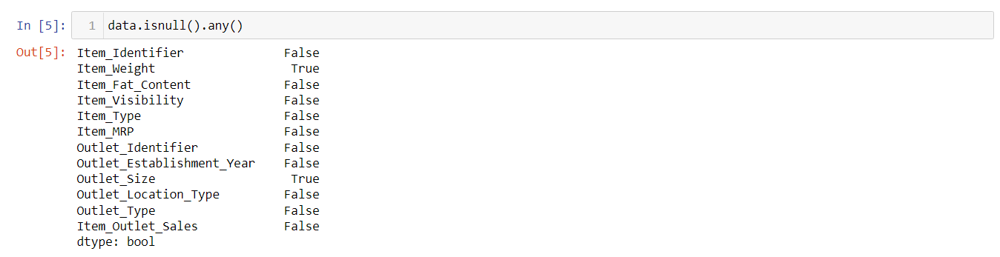 In [5]: 1 data.isnull().any()
Out[5]: Item_Identifier False
Item_Weight True
Item_Fat_Content False
Item_Visibility False
Item_Type False
Item_MRP False
Outlet_Identifier False
Outlet_Establishment_Year False
Outlet_Size True
Outlet_Location_Type False
Outlet_Type False
Item_Outlet_Sales False
dtype: bool